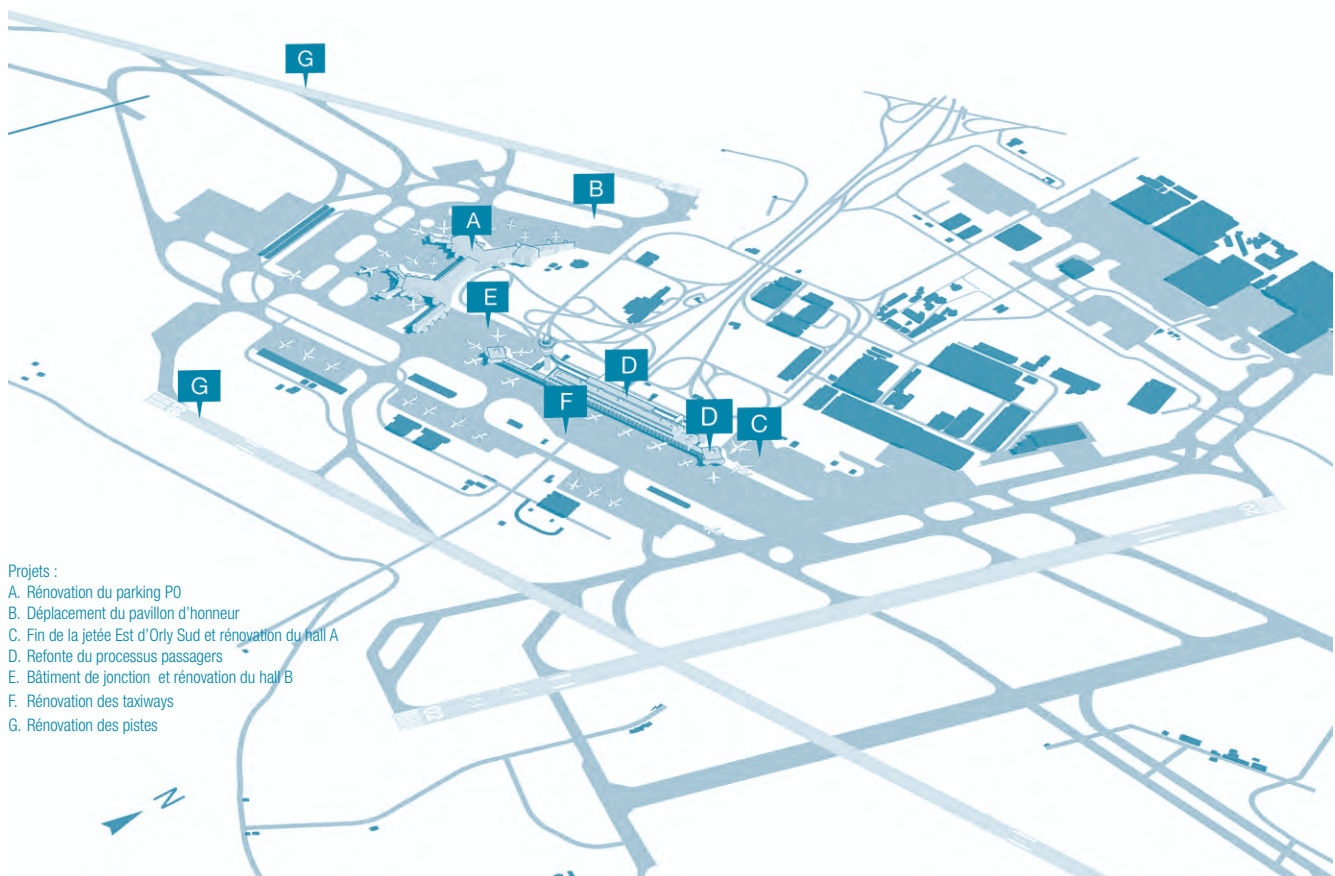 G
B
A
E
D
G
F
D
C
Projets :
A. Rénovation du parking P0
B. Déplacement du pavillon d'honneur
C. Fin de la jetée Est d'Orly Sud et rénovation du hall A
D. Refonte du processus passagers
E. Bâtiment de jonction et rénovation du hall B
F. Rénovation des taxiways
G. Rénovation des pistes
02
N